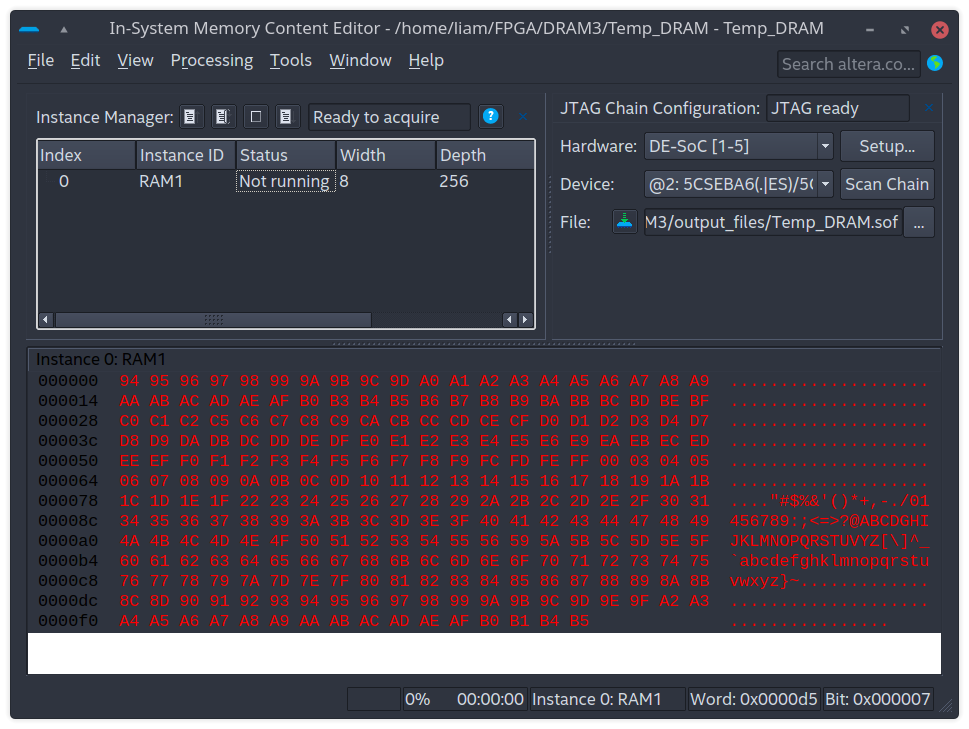 In-System Memory Content Editor - /home/liam/FPGA/DRAM3/Temp_DRAM - Temp_DRAM
File Edit View Processing Tools Window Help
Search altera.co...
Instance Manager: Ready to acquire
Index Instance ID Status Width Depth
0 RAM1 Not running 8 256
JTAG Chain Configuration: JTAG ready
Hardware: DE-SoC [1-5] Setup...
Device: @2: 5CSEBA6(.|ES)/5( Scan Chain
File: M3/output_files/Temp_DRAM.sof ...
Instance 0: RAM1
000000 94 95 96 97 98 99 9A 9B 9C 9D A0 A1 A2 A3 A4 A5 A6 A7 A8 A9 ....................
000014 AA AB AC AD AE AF B0 B3 B4 B5 B6 B7 B8 B9 BA BB BC BD BE BF ....................
000028 C0 C1 C2 C5 C6 C7 C8 C9 CA CB CC CD CE CF D0 D1 D2 D3 D4 D7 ....................
00003c D8 D9 DA DB DC DD DE DF E0 E1 E2 E3 E4 E5 E6 E9 EA EB EC ED ....................
000050 EE EF F0 F1 F2 F3 F4 F5 F6 F7 F8 F9 FC FD FE FF 00 03 04 05 ....................
000064 06 07 08 09 0A 0B 0C 0D 10 11 12 13 14 15 16 17 18 19 1A 1B ....................
000078 1C 1D 1E 1F 22 23 24 25 26 27 28 29 2A 2B 2C 2D 2E 2F 30 31 ...."#$%&'()*+,-./01
00008c 34 35 36 37 38 39 3A 3B 3C 3D 3E 3F 40 41 42 43 44 47 48 49 456789:;<=>?@ABCDGHI
0000a0 4A 4B 4C 4D 4E 4F 50 51 52 53 54 55 56 59 5A 5B 5C 5D 5E 5F JKLMNOPQRSTUVYZ[\]^_
0000b4 60 61 62 63 64 65 66 67 68 6B 6C 6D 6E 6F 70 71 72 73 74 75 `abcdefghklmnopqrstu
0000c8 76 77 78 79 7A 7D 7E 7F 80 81 82 83 84 85 86 87 88 89 8A 8B vwxyz}~.............
0000dc 8C 8D 90 91 92 93 94 95 96 97 98 99 9A 9B 9C 9D 9E 9F A2 A3 ....................
0000f0 A4 A5 A6 A7 A8 A9 AA AB AC AD AE AF B0 B1 B4 B5 ................
0% 00:00:00 Instance 0: RAM1 Word: 0x0000d5 Bit: 0x000007